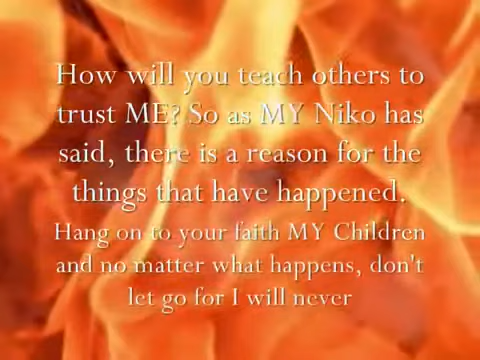 How will you teach others to
trust ME? So as MY Niko has
said, there is a reason for the
things that have happened.
Hang on to your faith MY Children
and no matter what happens, don't
let go for I will never